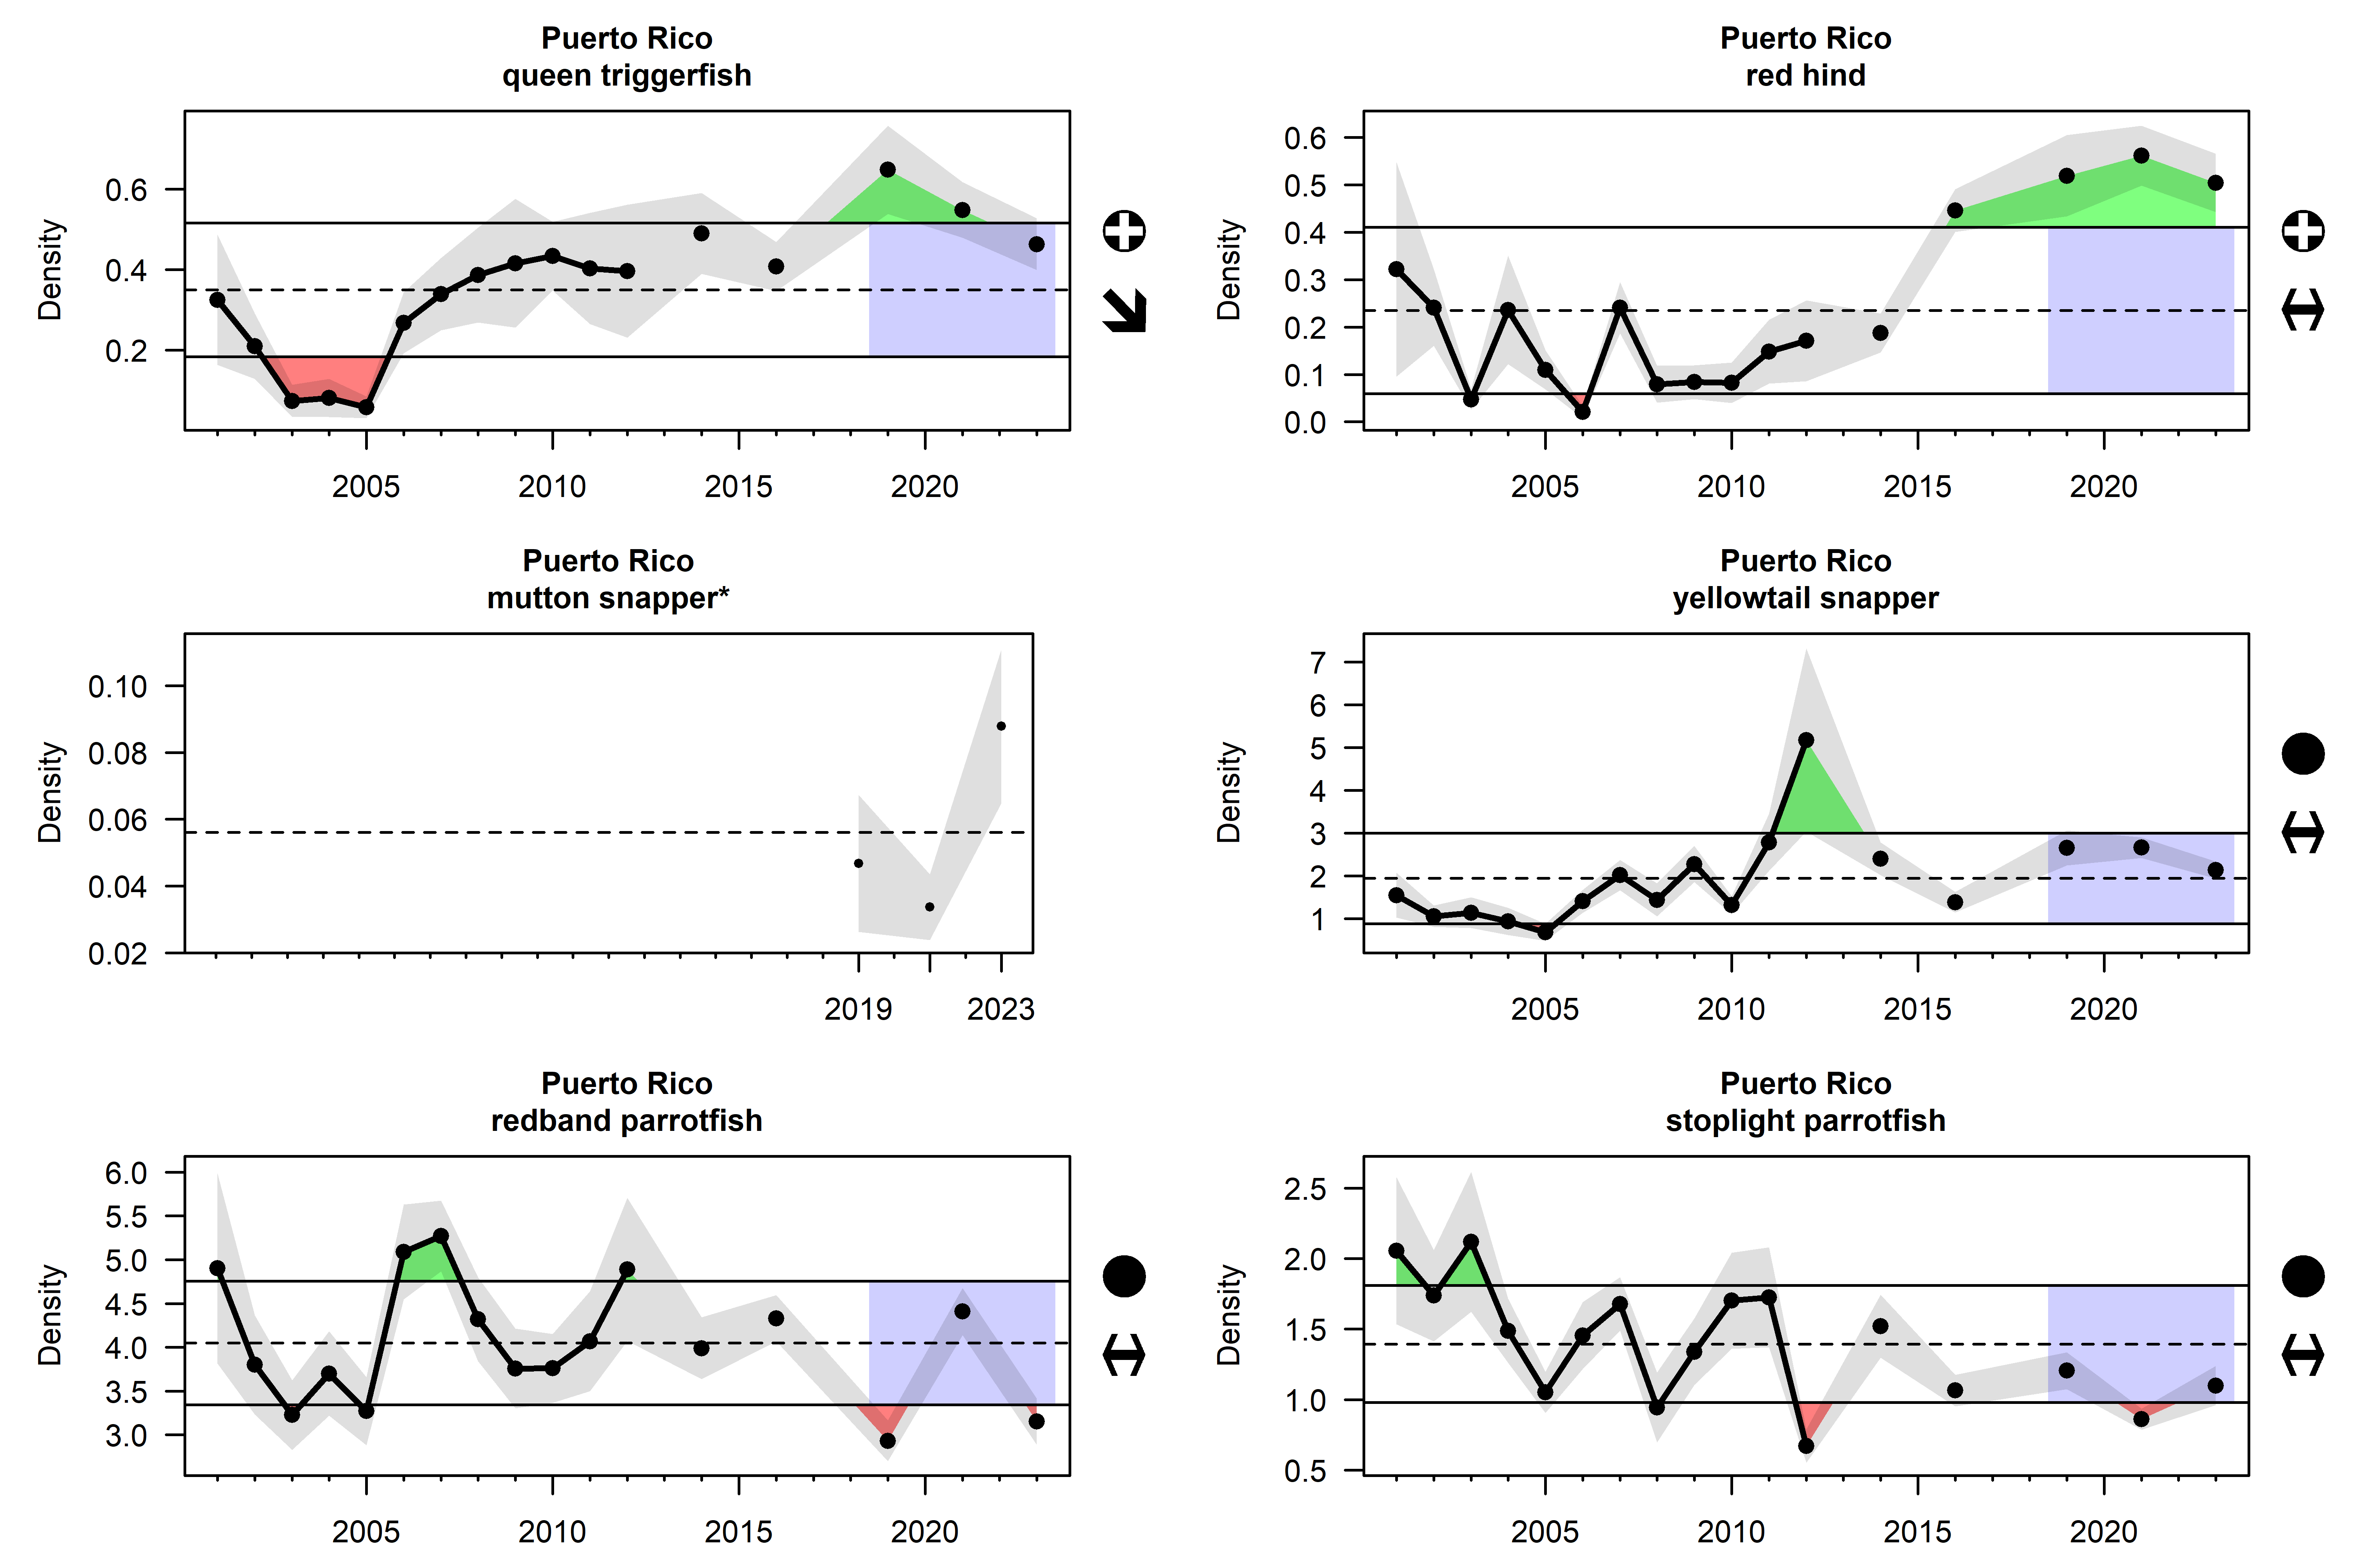 Puerto Rico
queen triggerfish
Density
0.6
0.4
0.2
2005 2010 2015 2020
Puerto Rico
red hind
Density
0.6
0.5
0.4
0.3
0.2
0.1
0.0
2005 2010 2015 2020
Puerto Rico
mutton snapper*
Density
0.10
0.08
0.06
0.04
0.02
2019 2023
Puerto Rico
yellowtail snapper
Density
7
6
5
4
3
2
1
2005 2010 2015 2020
Puerto Rico
redband parrotfish
Density
6.0
5.5
5.0
4.5
4.0
3.5
3.0
2005 2010 2015 2020
Puerto Rico
stoplight parrotfish
Density
2.5
2.0
1.5
1.0
0.5
2005 2010 2015 2020